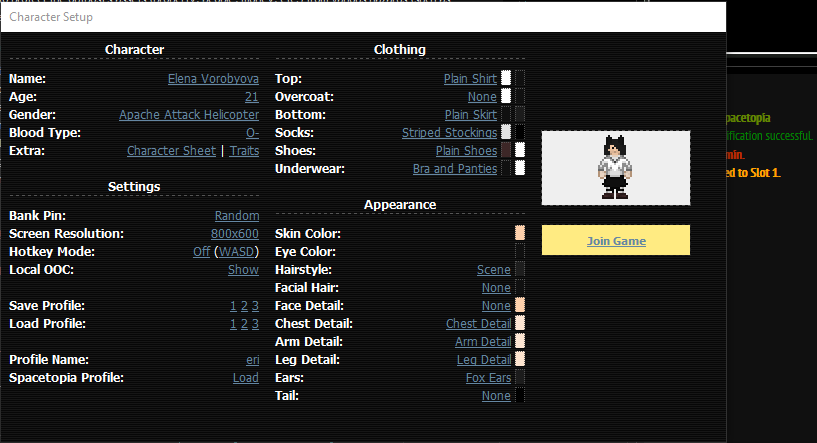 Character Setup
Character
Name: Elena Vorobyova
Age: 21
Gender: Apache Attack Helicopter
Blood Type: O-
Extra: Character Sheet | Traits
Settings
Bank Pin: Random
Screen Resolution: 800x600
Hotkey Mode: Off (WASD)
Local OOC: Show
Save Profile: 1 2 3
Load Profile: 1 2 3
Profile Name: eri
Spacetopia Profile: Load
Clothing
Top: Plain Shirt
Overcoat: None
Bottom: Plain Skirt
Socks: Striped Stockings
Shoes: Plain Shoes
Underwear: Bra and Panties
Appearance
Skin Color:
Eye Color:
Hairstyle: Scene
Facial Hair: None
Face Detail: None
Chest Detail: Chest Detail
Arm Detail: Arm Detail
Leg Detail: Leg Detail
Ears: Fox Ears
Tail: None
Join Game
pacetopia
ification successful.
min.
ed to Slot 1.